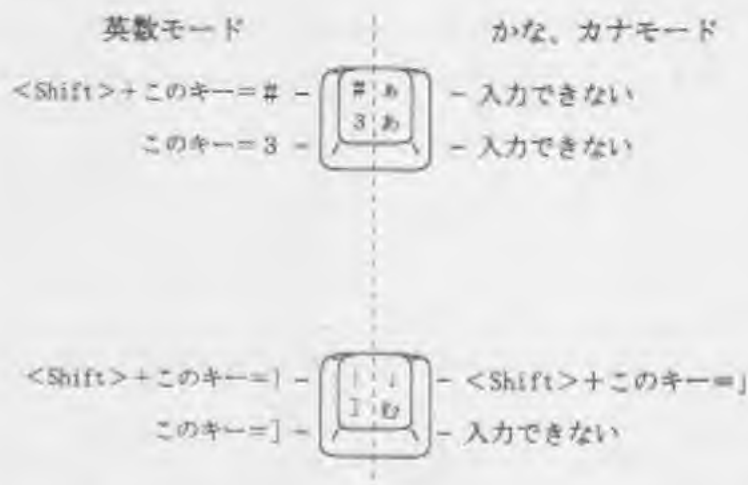 英数モード　かな、カナモード
<Shift>+このキー=# － # ぁ － 入力できない
このキー=3 － 3 あ － 入力できない
<Shift>+このキー=} － } 」 － <Shift>+このキー=」
このキー=] － ] む － 入力できない